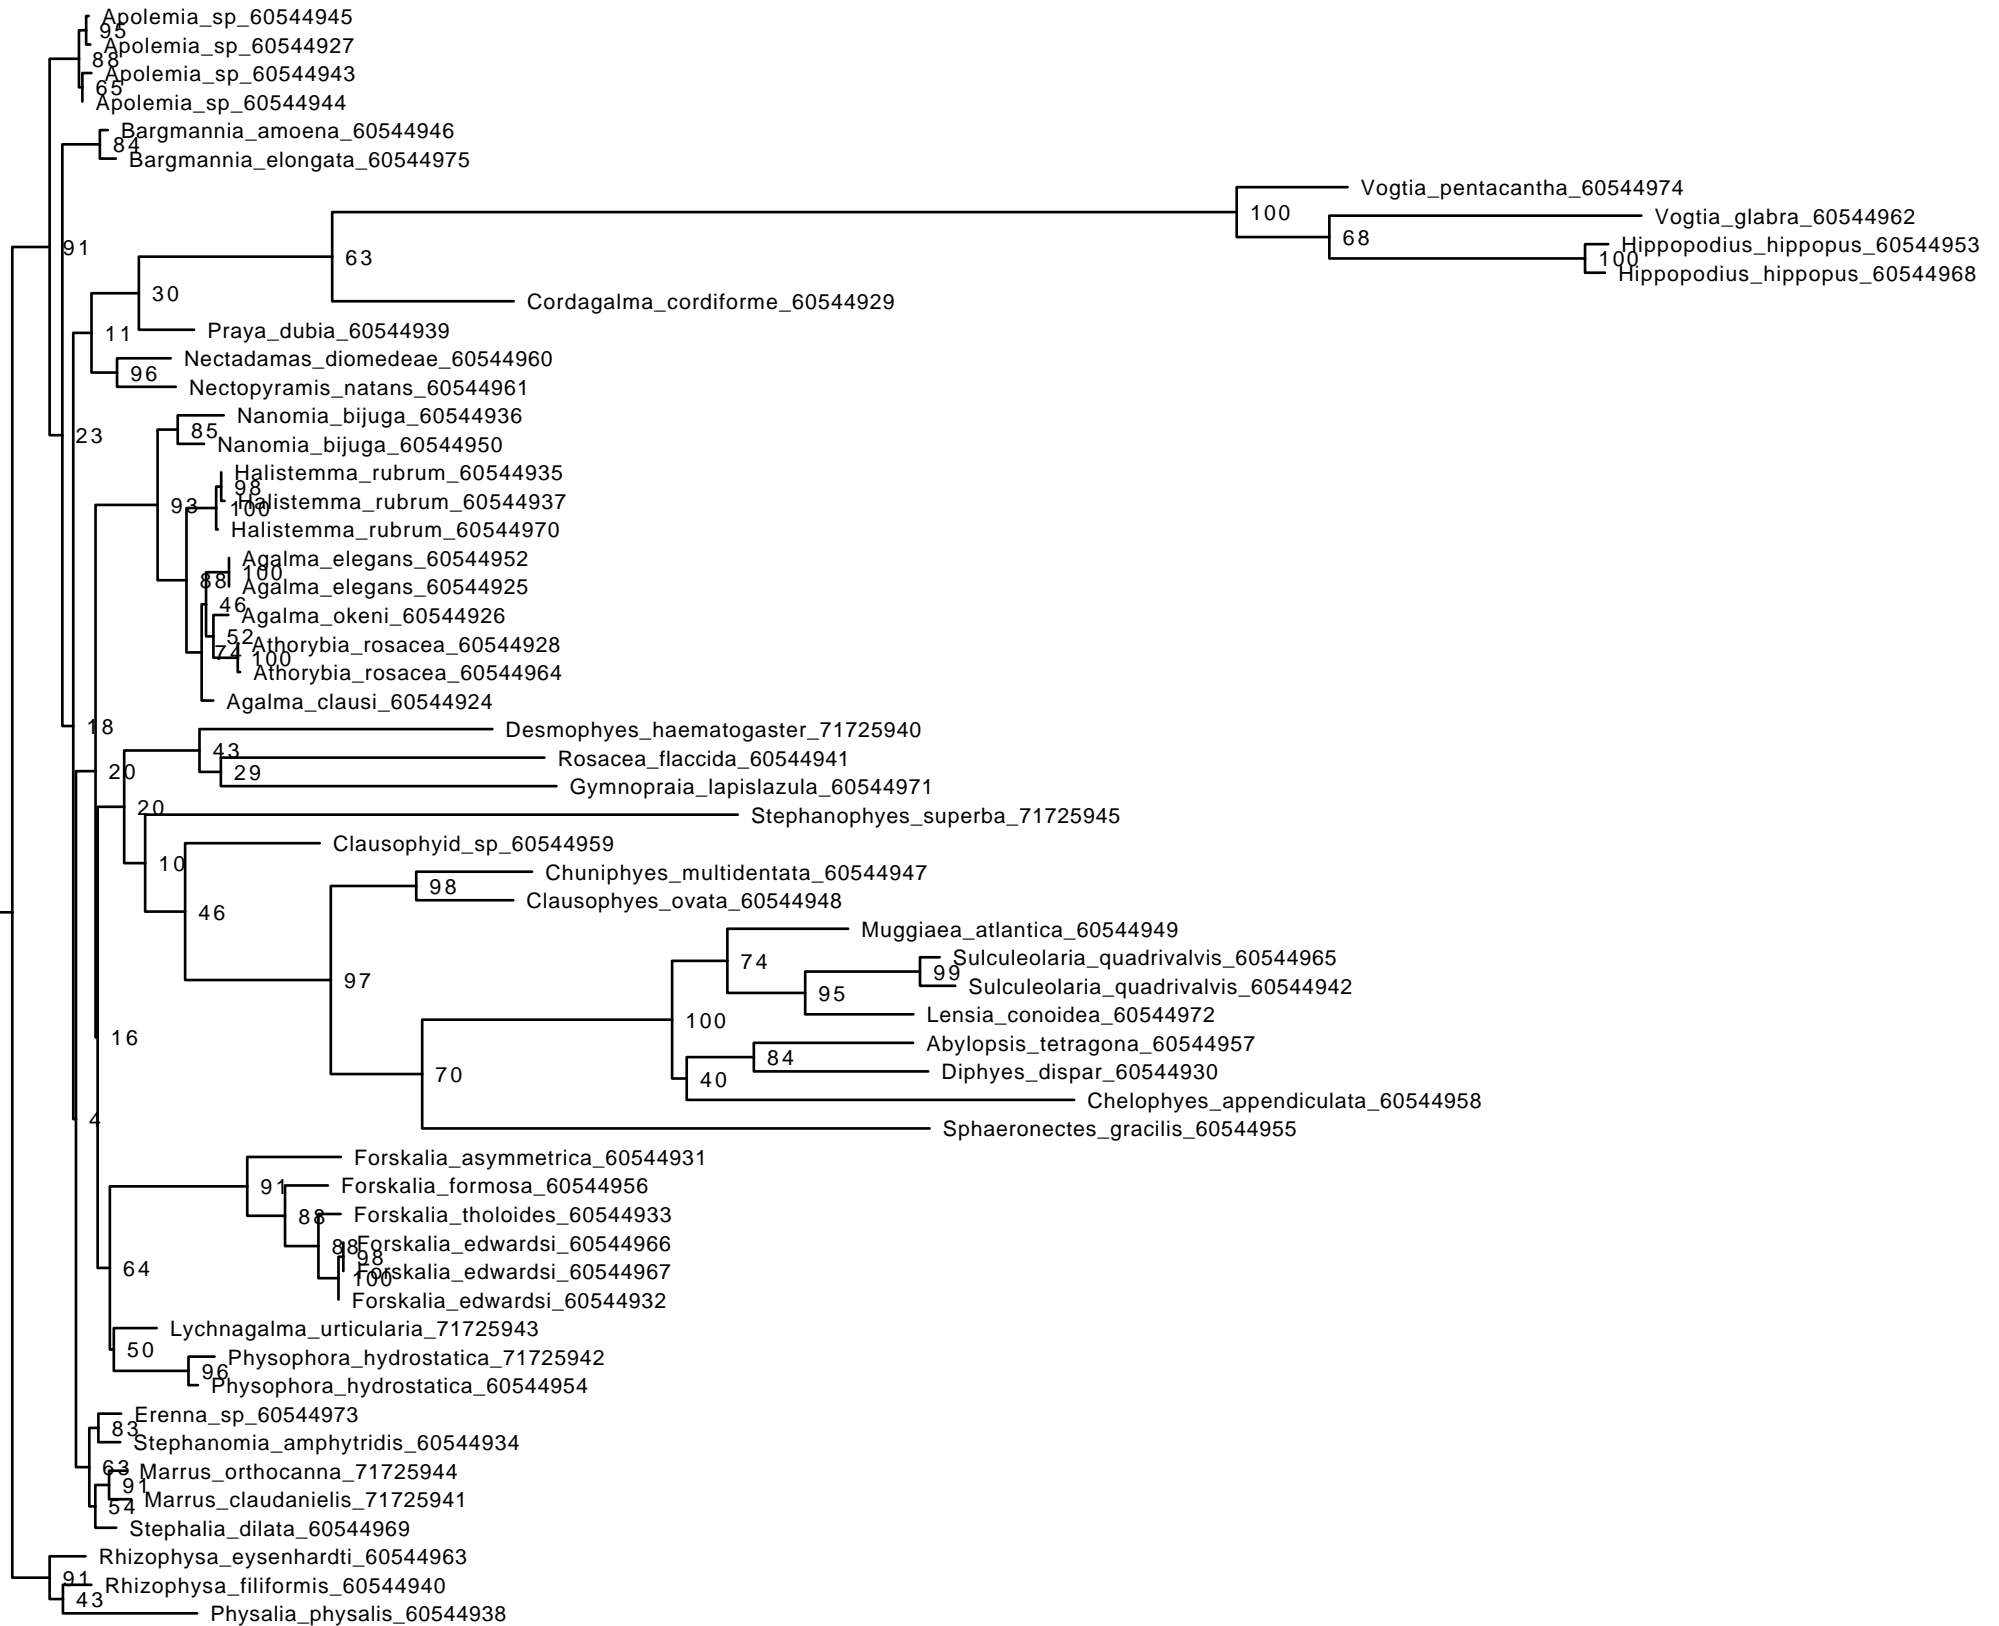 Apolemia_sp_60544945
95
Apolemia_sp_60544927
88
Apolemia_sp_60544943
65
Apolemia_sp_60544944
Bargmannia_amoena_60544946
84
Bargmannia_elongata_60544975
Vogtia_pentacantha_60544974
100
Vogtia_glabra_60544962
68
Hippopodius_hippopus_60544953
91
63
100
Hippopodius_hippopus_60544968
30
Cordagalma_cordiforme_60544929
11
Praya_dubia_60544939
Nectadamas_diomedeae_60544960
96
Nectopyramis_natans_60544961
Nanomia_bijuga_60544936
23
85
Nanomia_bijuga_60544950
Halistemma_rubrum_60544935
98
Halistemma_rubrum_60544937
93
100
Halistemma_rubrum_60544970
Agalma_elegans_60544952
100
88
Agalma_elegans_60544925
46
Agalma_okeni_60544926
52
Athorybia_rosacea_60544928
74
100
Athorybia_rosacea_60544964
Agalma_clausi_60544924
18
Desmophyes_haematogaster_71725940
43
Rosacea_flaccida_60544941
20
29
Gymnopraia_lapislazula_60544971
20
Stephanophyes_superba_71725945
Clausophyid_sp_60544959
10
Chuniphyes_multidentata_60544947
98
Clausophyes_ovata_60544948
46
Muggiaea_atlantica_60544949
74
Sulculeolaria_quadrivalvis_60544965
99
97
Sulculeolaria_quadrivalvis_60544942
95
Lensia_conoidea_60544972
100
16
Abylopsis_tetragona_60544957
84
70
Diphyes_dispar_60544930
40
Chelophyes_appendiculata_60544958
4
Sphaeronectes_gracilis_60544955
Forskalia_asymmetrica_60544931
91
Forskalia_formosa_60544956
88
Forskalia_tholoides_60544933
88
Forskalia_edwardsi_60544966
98
64
Forskalia_edwardsi_60544967
100
Forskalia_edwardsi_60544932
Lychnagalma_urticularia_71725943
50
Physophora_hydrostatica_71725942
96
Physophora_hydrostatica_60544954
Erenna_sp_60544973
83
Stephanomia_amphytridis_60544934
63
Marrus_orthocanna_71725944
91
Marrus_claudanielis_71725941
54
Stephalia_dilata_60544969
Rhizophysa_eysenhardti_60544963
91
Rhizophysa_filiformis_60544940
43
Physalia_physalis_60544938